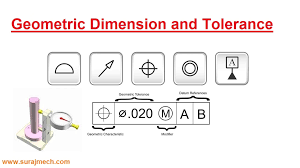 Geometric Dimension and Tolerance
A
Geometric Tolerance
Datum References
⌀.020 Ⓜ A B
Geometric Characteristic
Modifier
www.surajmech.com